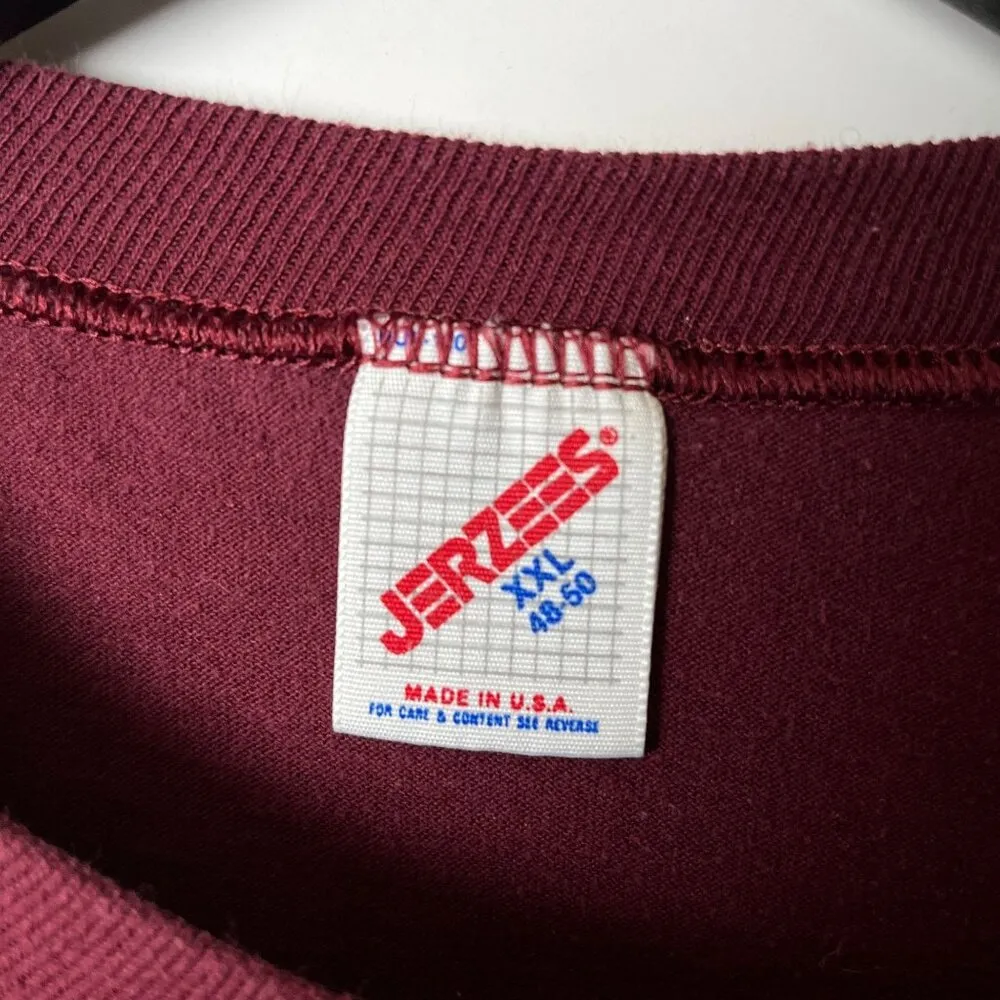 JERZEES®
XXL
48-50
MADE IN U.S.A.
FOR CARE & CONTENT SEE REVERSE